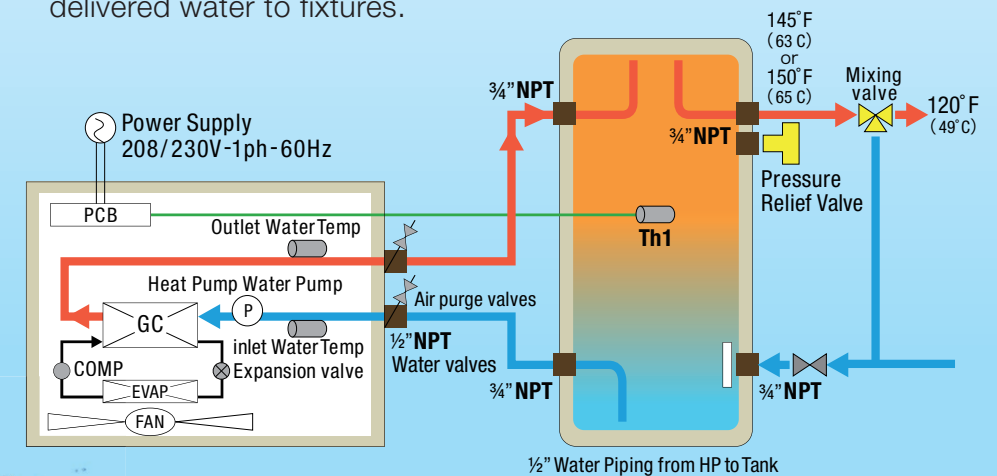 delivered water to fixtures.
145°F
(63 C)
or
150°F
(65 C)
Mixing
valve
120°F
(49°C)
¾” NPT
¾” NPT
Pressure
Relief Valve
Power Supply
208/230V-1ph-60Hz
PCB
Outlet Water Temp
Th1
Heat Pump Water Pump
Air purge valves
P
GC
½” NPT
Water valves
inlet Water Temp
COMP
Expansion valve
EVAP
FAN
¾” NPT
¾” NPT
½” Water Piping from HP to Tank